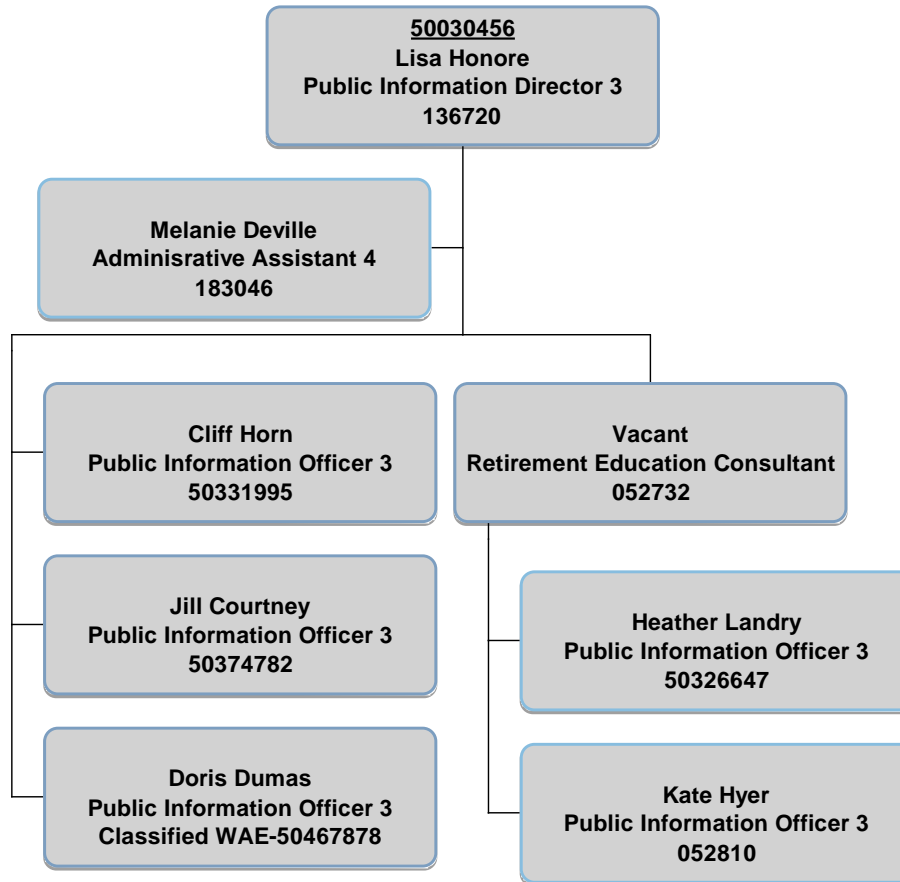 50030456
Lisa Honore
Public Information Director 3
136720
Melanie Deville
Adminisrative Assistant 4
183046
Cliff Horn
Public Information Officer 3
50331995
Vacant
Retirement Education Consultant
052732
Jill Courtney
Public Information Officer 3
50374782
Heather Landry
Public Information Officer 3
50326647
Doris Dumas
Public Information Officer 3
Classified WAE-50467878
Kate Hyer
Public Information Officer 3
052810